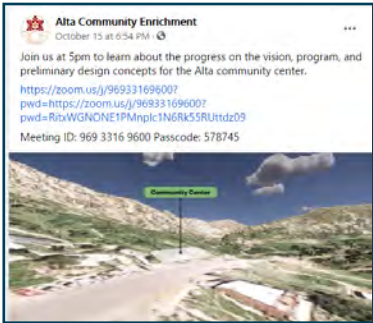 Alta Community Enrichment
October 15 at 6:54 PM ·
Join us at 5pm to learn about the progress on the vision, program, and
preliminary design concepts for the Alta community center.
https://zoom.us/j/96933169600?
pwd=https://zoom.us/j/96933169600?
pwd=RitxWGNONE1PMnplc1N6Rk55RUttdz09
Meeting ID: 969 3316 9600 Passcode: 578745
Community Center